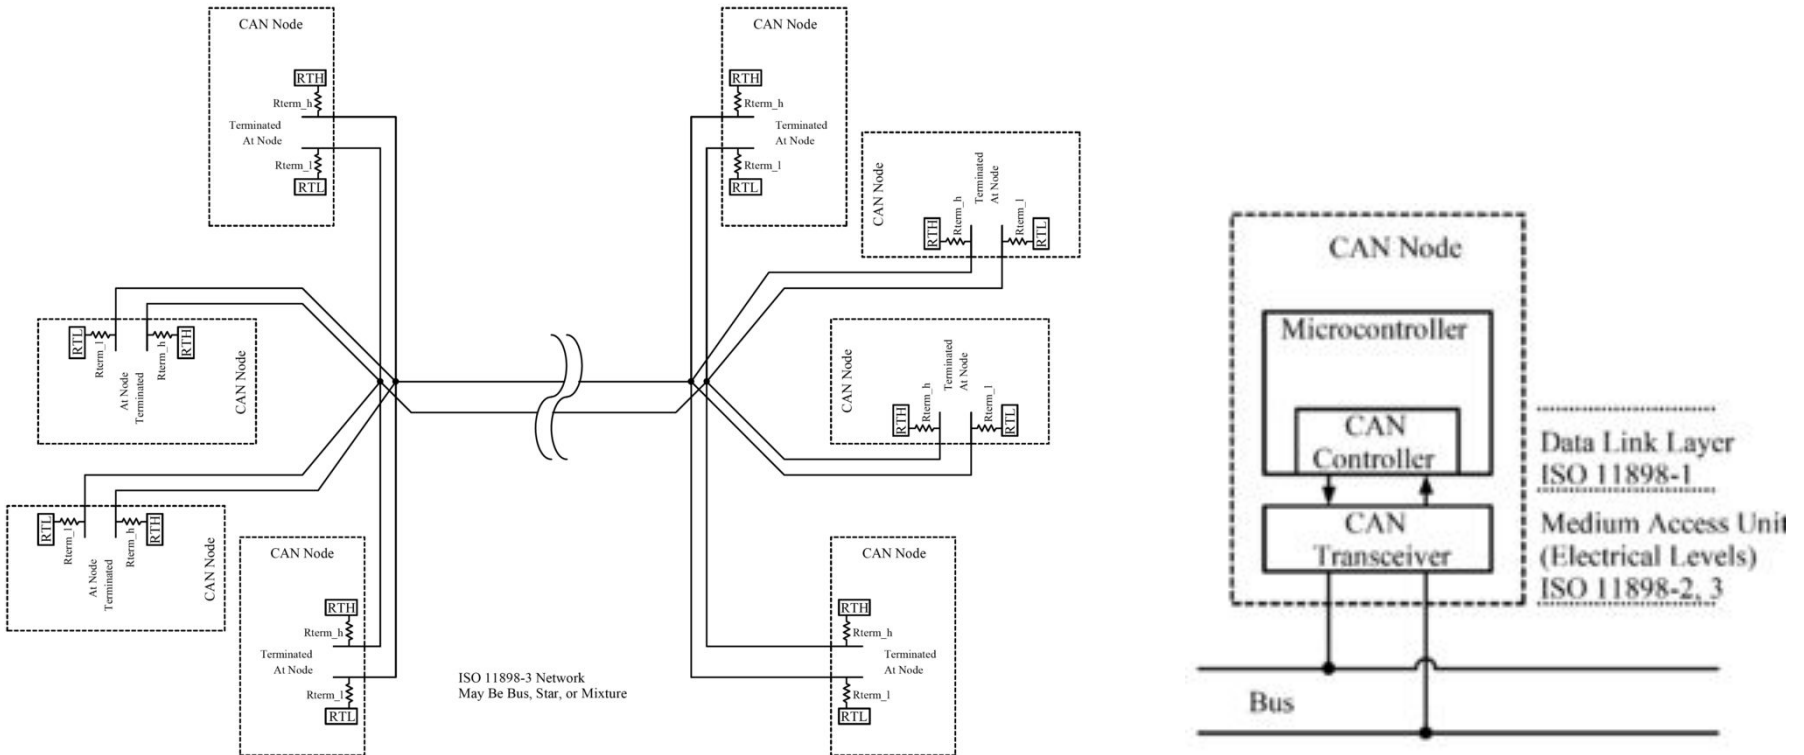 CAN Node
RTH
Rterm_h
Terminated
At Node
Rterm_l
RTL
CAN Node
RTH
Rterm_h
Terminated
At Node
Rterm_l
RTL
CAN Node
RTH
Rterm_h
Terminated
At Node
Rterm_l
RTL
RTL
Rterm_l
At Node
Terminated
Rterm_h
RTH
CAN Node
CAN Node
RTH
Rterm_h
Terminated
At Node
Rterm_l
RTL
RTL
Rterm_l
At Node
Terminated
Rterm_h
RTH
CAN Node
CAN Node
RTH
Rterm_h
Terminated
At Node
Rterm_l
RTL
ISO 11898-3 Network
May Be Bus, Star, or Mixture
CAN Node
RTH
Rterm_h
Terminated
At Node
Rterm_l
RTL
CAN Node
Microcontroller
CAN
Controller
CAN
Transceiver
Data Link Layer
ISO 11898-1
Medium Access Unit
(Electrical Levels)
ISO 11898-2, 3
Bus